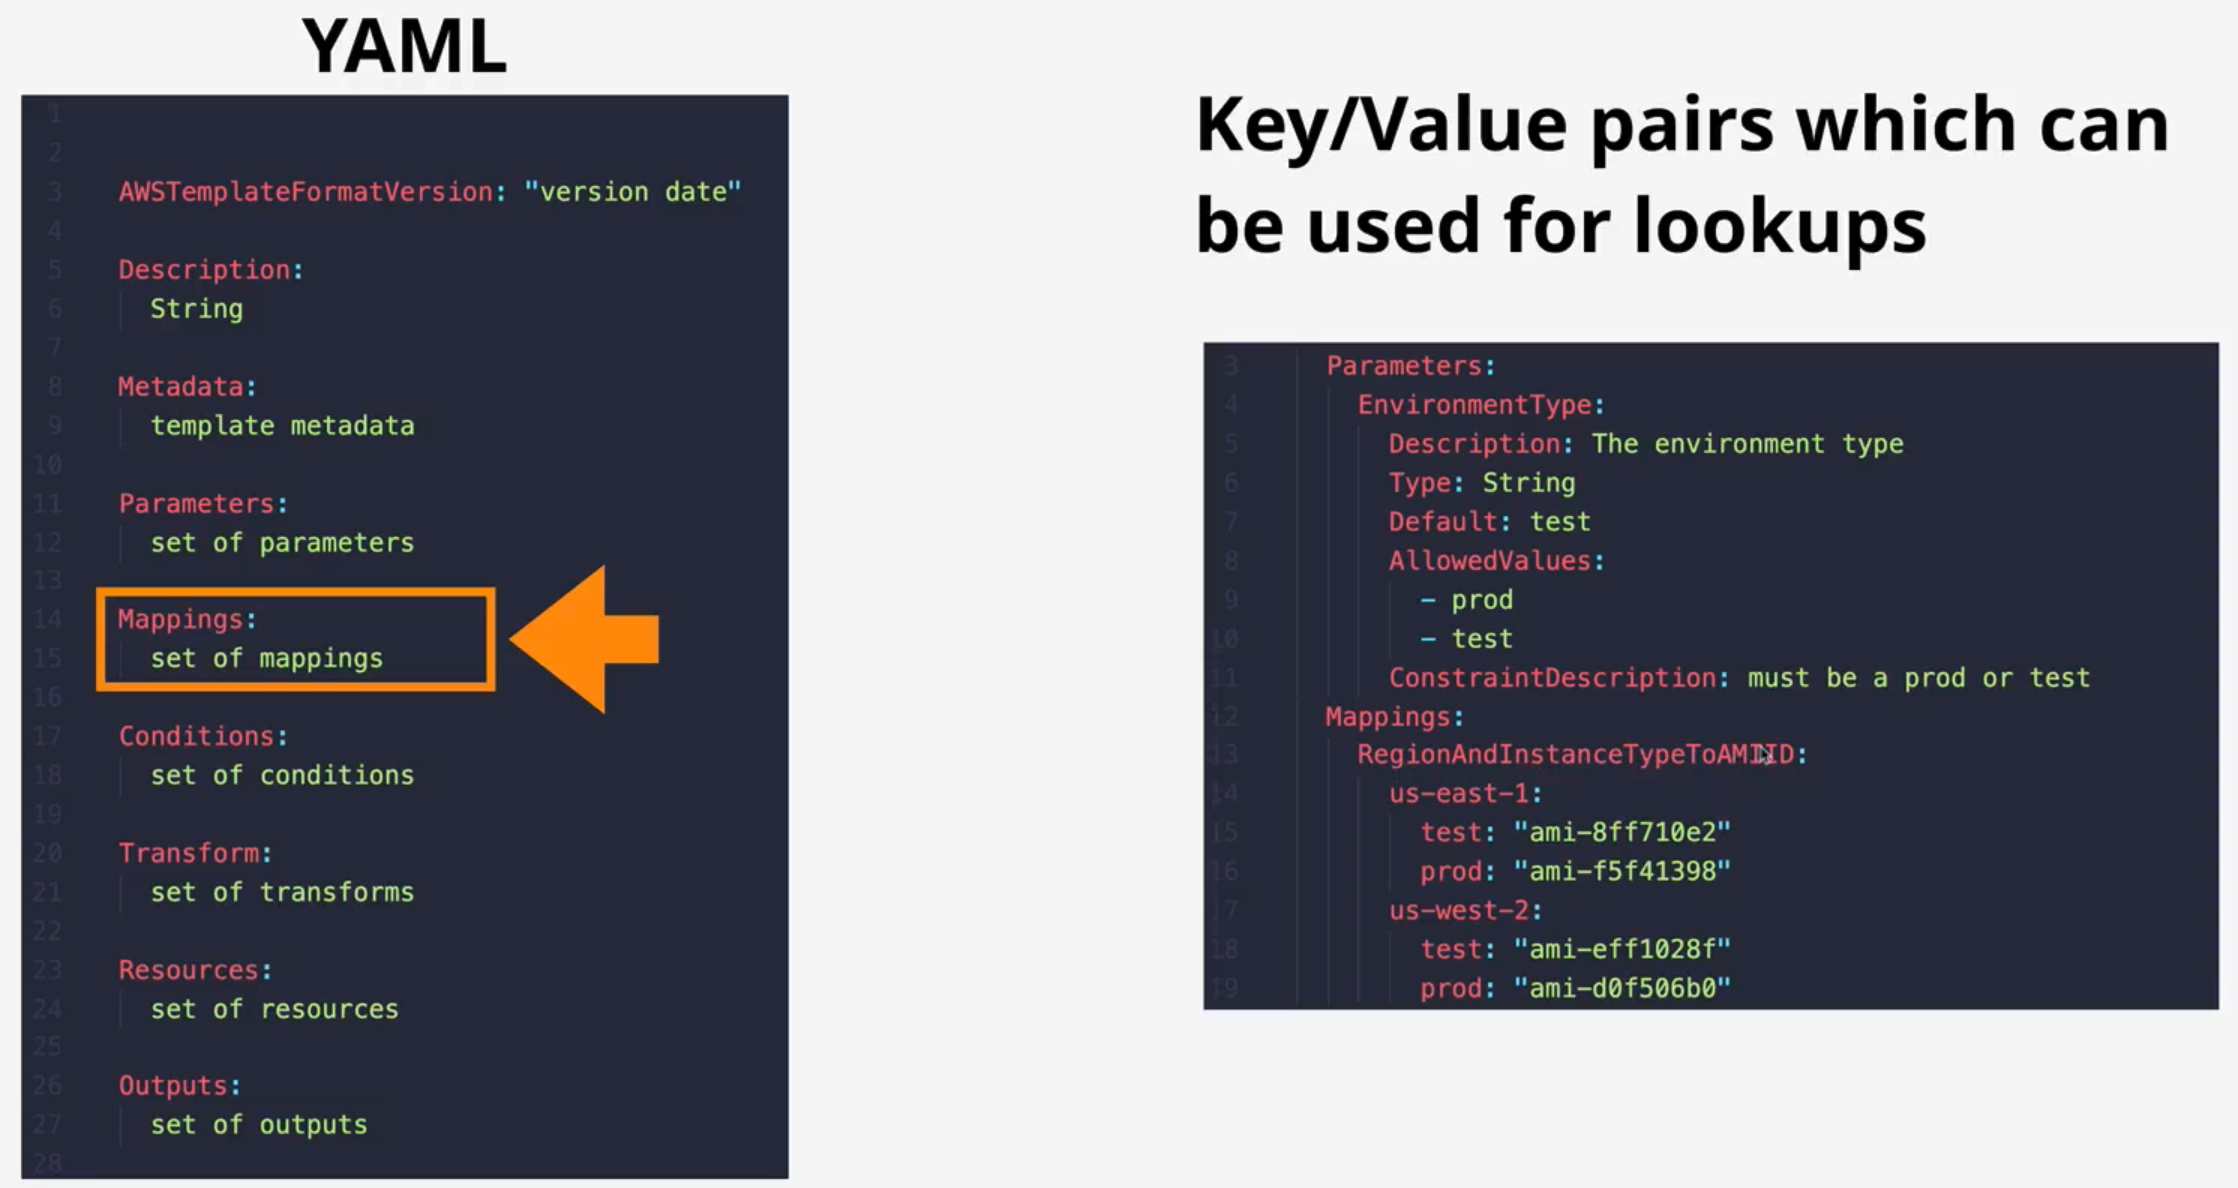 YAML
1
2
3 AWSTemplateFormatVersion: "version date"
4
5 Description:
6 String
7
8 Metadata:
9 template metadata
10
11 Parameters:
12 set of parameters
13
14 Mappings:
15 set of mappings
16
17 Conditions:
18 set of conditions
19
20 Transform:
21 set of transforms
22
23 Resources:
24 set of resources
25
26 Outputs:
27 set of outputs
28
Key/Value pairs which can
be used for lookups
3 Parameters:
4 EnvironmentType:
5 Description: The environment type
6 Type: String
7 Default: test
8 AllowedValues:
9 - prod
10 - test
11 ConstraintDescription: must be a prod or test
12 Mappings:
13 RegionAndInstanceTypeToAMIID:
14 us-east-1:
15 test: "ami-8ff710e2"
16 prod: "ami-f5f41398"
17 us-west-2:
18 test: "ami-eff1028f"
19 prod: "ami-d0f506b0"